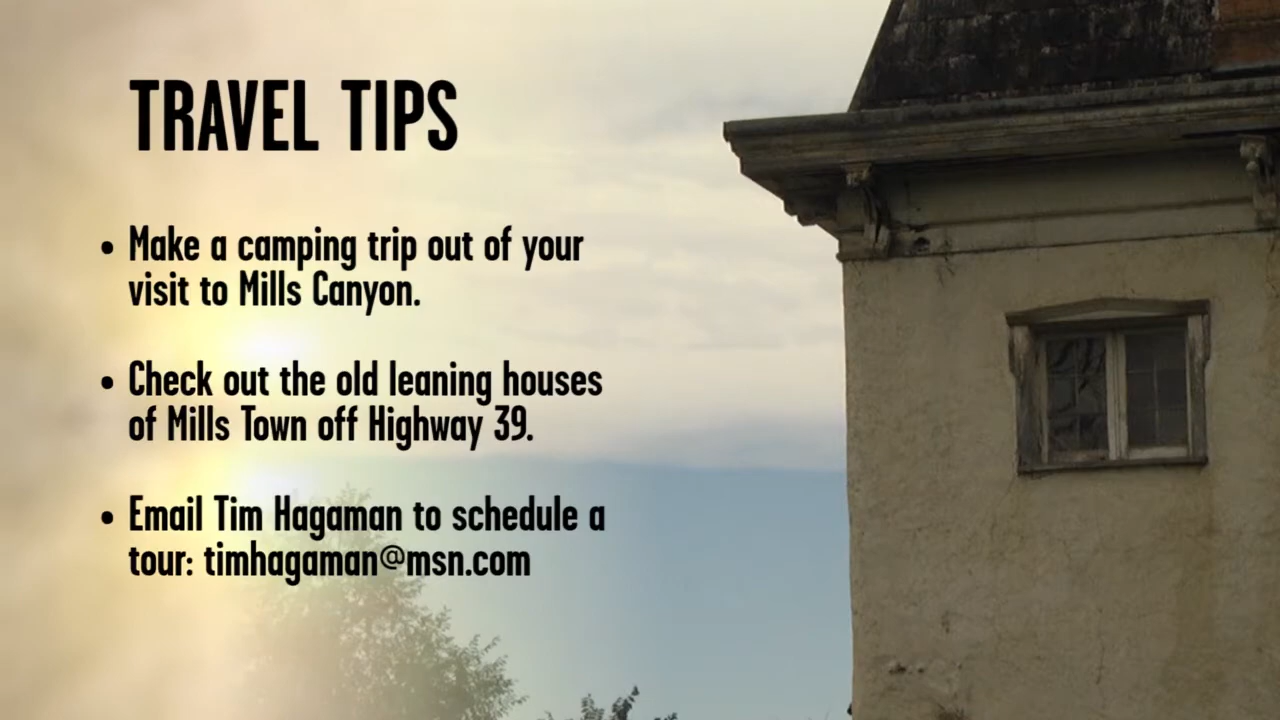 TRAVEL TIPS
• Make a camping trip out of your
visit to Mills Canyon.
• Check out the old leaning houses
of Mills Town off Highway 39.
• Email Tim Hagaman to schedule a
tour: timhagaman@msn.com